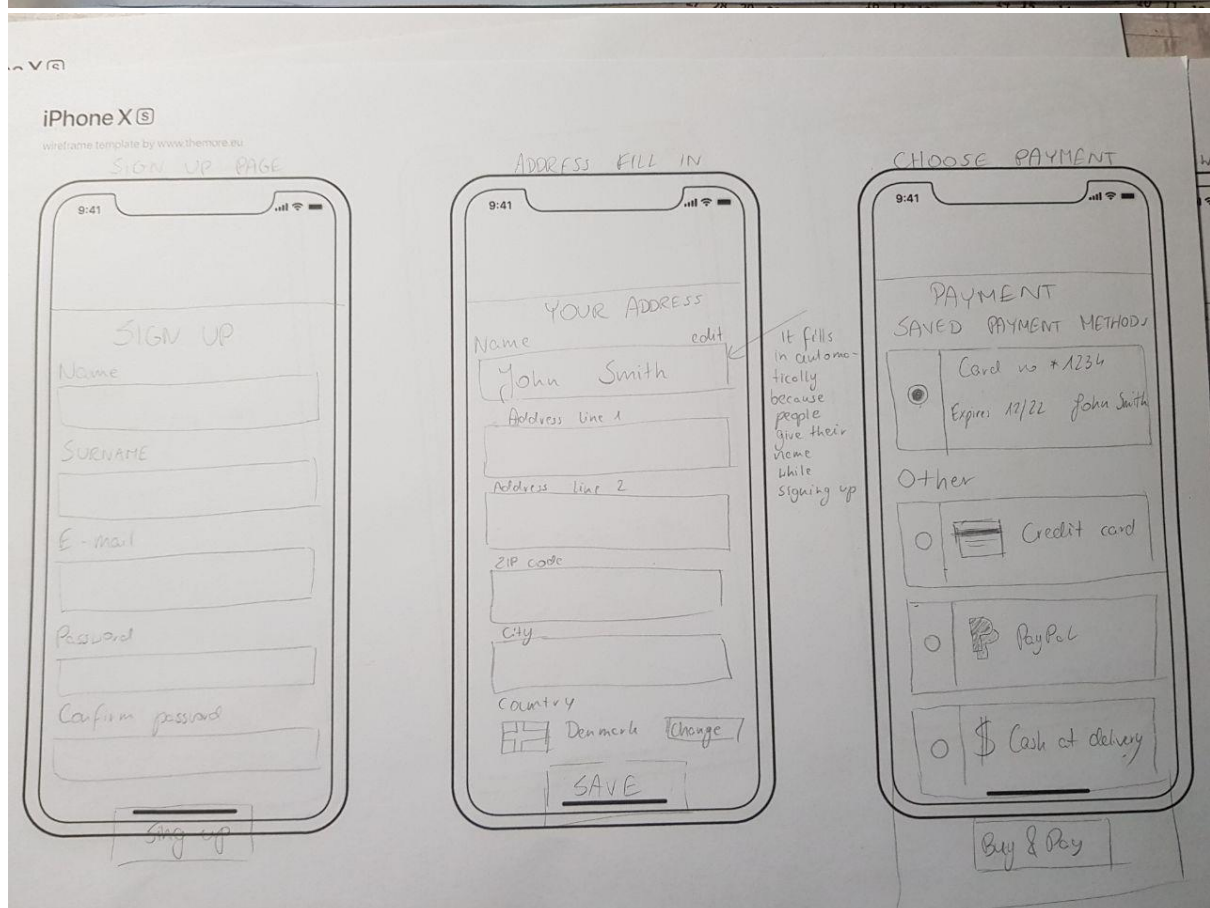 iPhone X S
wireframe template by www.themore.eu
SIGN UP PAGE
9:41
SIGN UP
Name
SURNAME
E-mail
Password
Confirm password
Sing up
ADDRESS FILL IN
9:41
YOUR ADDRESS
Name edit
John Smith
Address line 1
Address line 2
ZIP code
City
Country
Denmark Change
SAVE
It fills
in automa-
tically
because
people
give their
name
while
signing up
CHOOSE PAYMENT
9:41
PAYMENT
SAVED PAYMENT METHODS
Card no *1234
Expires 12/22 John Smith
Other
Credit card
PayPal
$ Cash at delivery
Buy & Pay